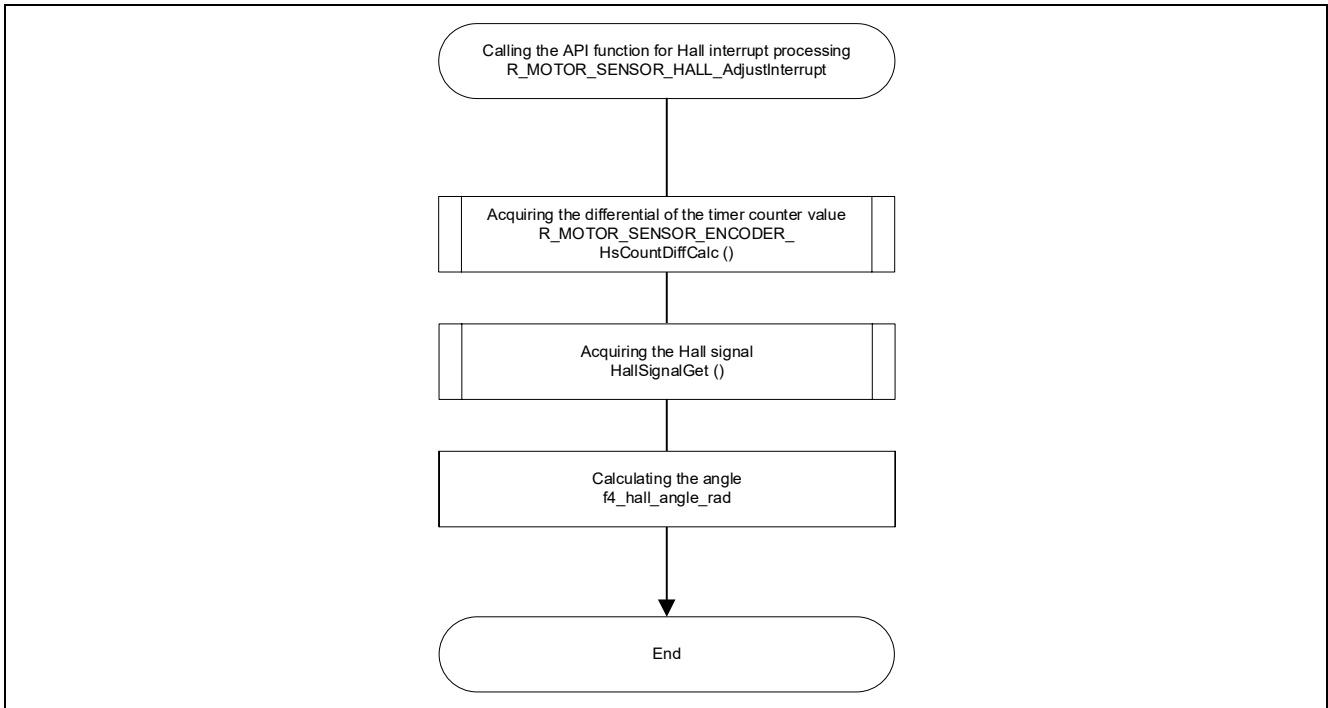 Calling the API function for Hall interrupt processing
R_MOTOR_SENSOR_HALL_AdjustInterrupt
Acquiring the differential of the timer counter value
R_MOTOR_SENSOR_ENCODER_
HsCountDiffCalc ()
Acquiring the Hall signal
HallSignalGet ()
Calculating the angle
f4_hall_angle_rad
End